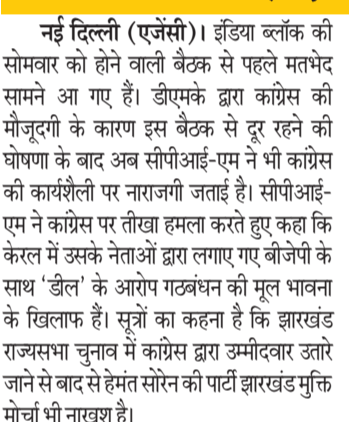 नई दिल्ली (एजेंसी)। इंडिया ब्लॉक की
सोमवार को होने वाली बैठक से पहले मतभेद
सामने आ गए हैं। डीएमके द्वारा कांग्रेस की
मौजूदगी के कारण इस बैठक से दूर रहने की
घोषणा के बाद अब सीपीआई-एम ने भी कांग्रेस
की कार्यशैली पर नाराजगी जताई है। सीपीआई-
एम ने कांग्रेस पर तीखा हमला करते हुए कहा कि
केरल में उसके नेताओं द्वारा लगाए गए बीजेपी के
साथ ‘डील’ के आरोप गठबंधन की मूल भावना
के खिलाफ हैं। सूत्रों का कहना है कि झारखंड
राज्यसभा चुनाव में कांग्रेस द्वारा उम्मीदवार उतारे
जाने से बाद से हेमंत सोरेन की पार्टी झारखंड मुक्ति
मोर्चा भी नाखुश है।